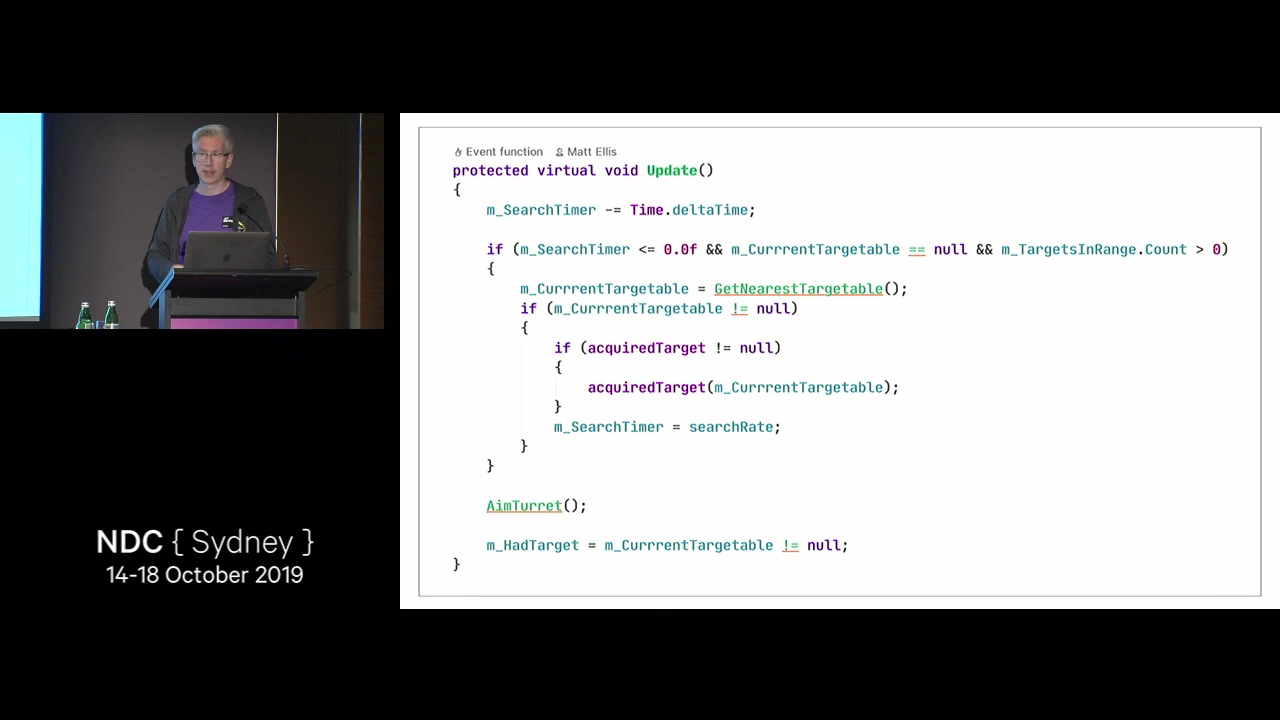 Event function Matt Ellis
protected virtual void Update()
{
m_SearchTimer -= Time.deltaTime;
if (m_SearchTimer <= 0.0f && m_CurrrentTargetable == null && m_TargetsInRange.Count > 0)
{
m_CurrrentTargetable = GetNearestTargetable();
if (m_CurrrentTargetable != null)
{
if (acquiredTarget != null)
{
acquiredTarget(m_CurrrentTargetable);
}
m_SearchTimer = searchRate;
}
}
AimTurret();
m_HadTarget = m_CurrrentTargetable != null;
}
NDC { Sydney }
14-18 October 2019